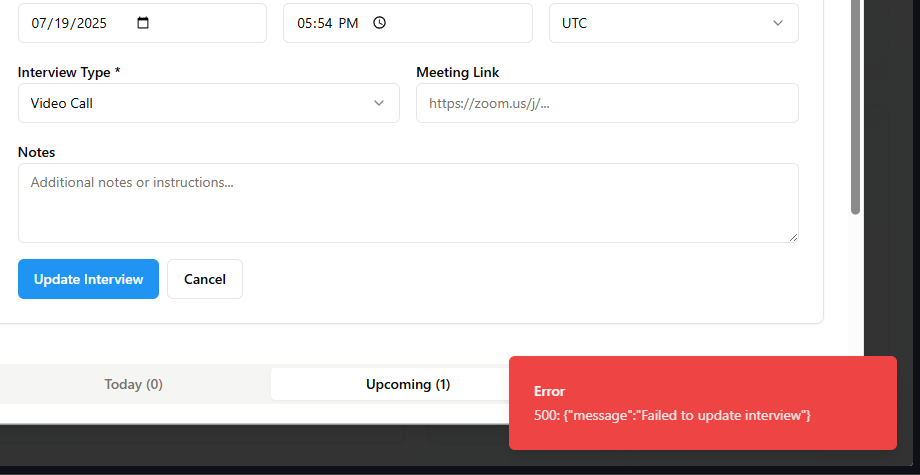 07/19/2025 05:54 PM UTC
Interview Type * Meeting Link
Video Call https://zoom.us/j/...
Notes
Additional notes or instructions...
Update Interview Cancel
Today (0) Upcoming (1)
Error
500: {"message":"Failed to update interview"}